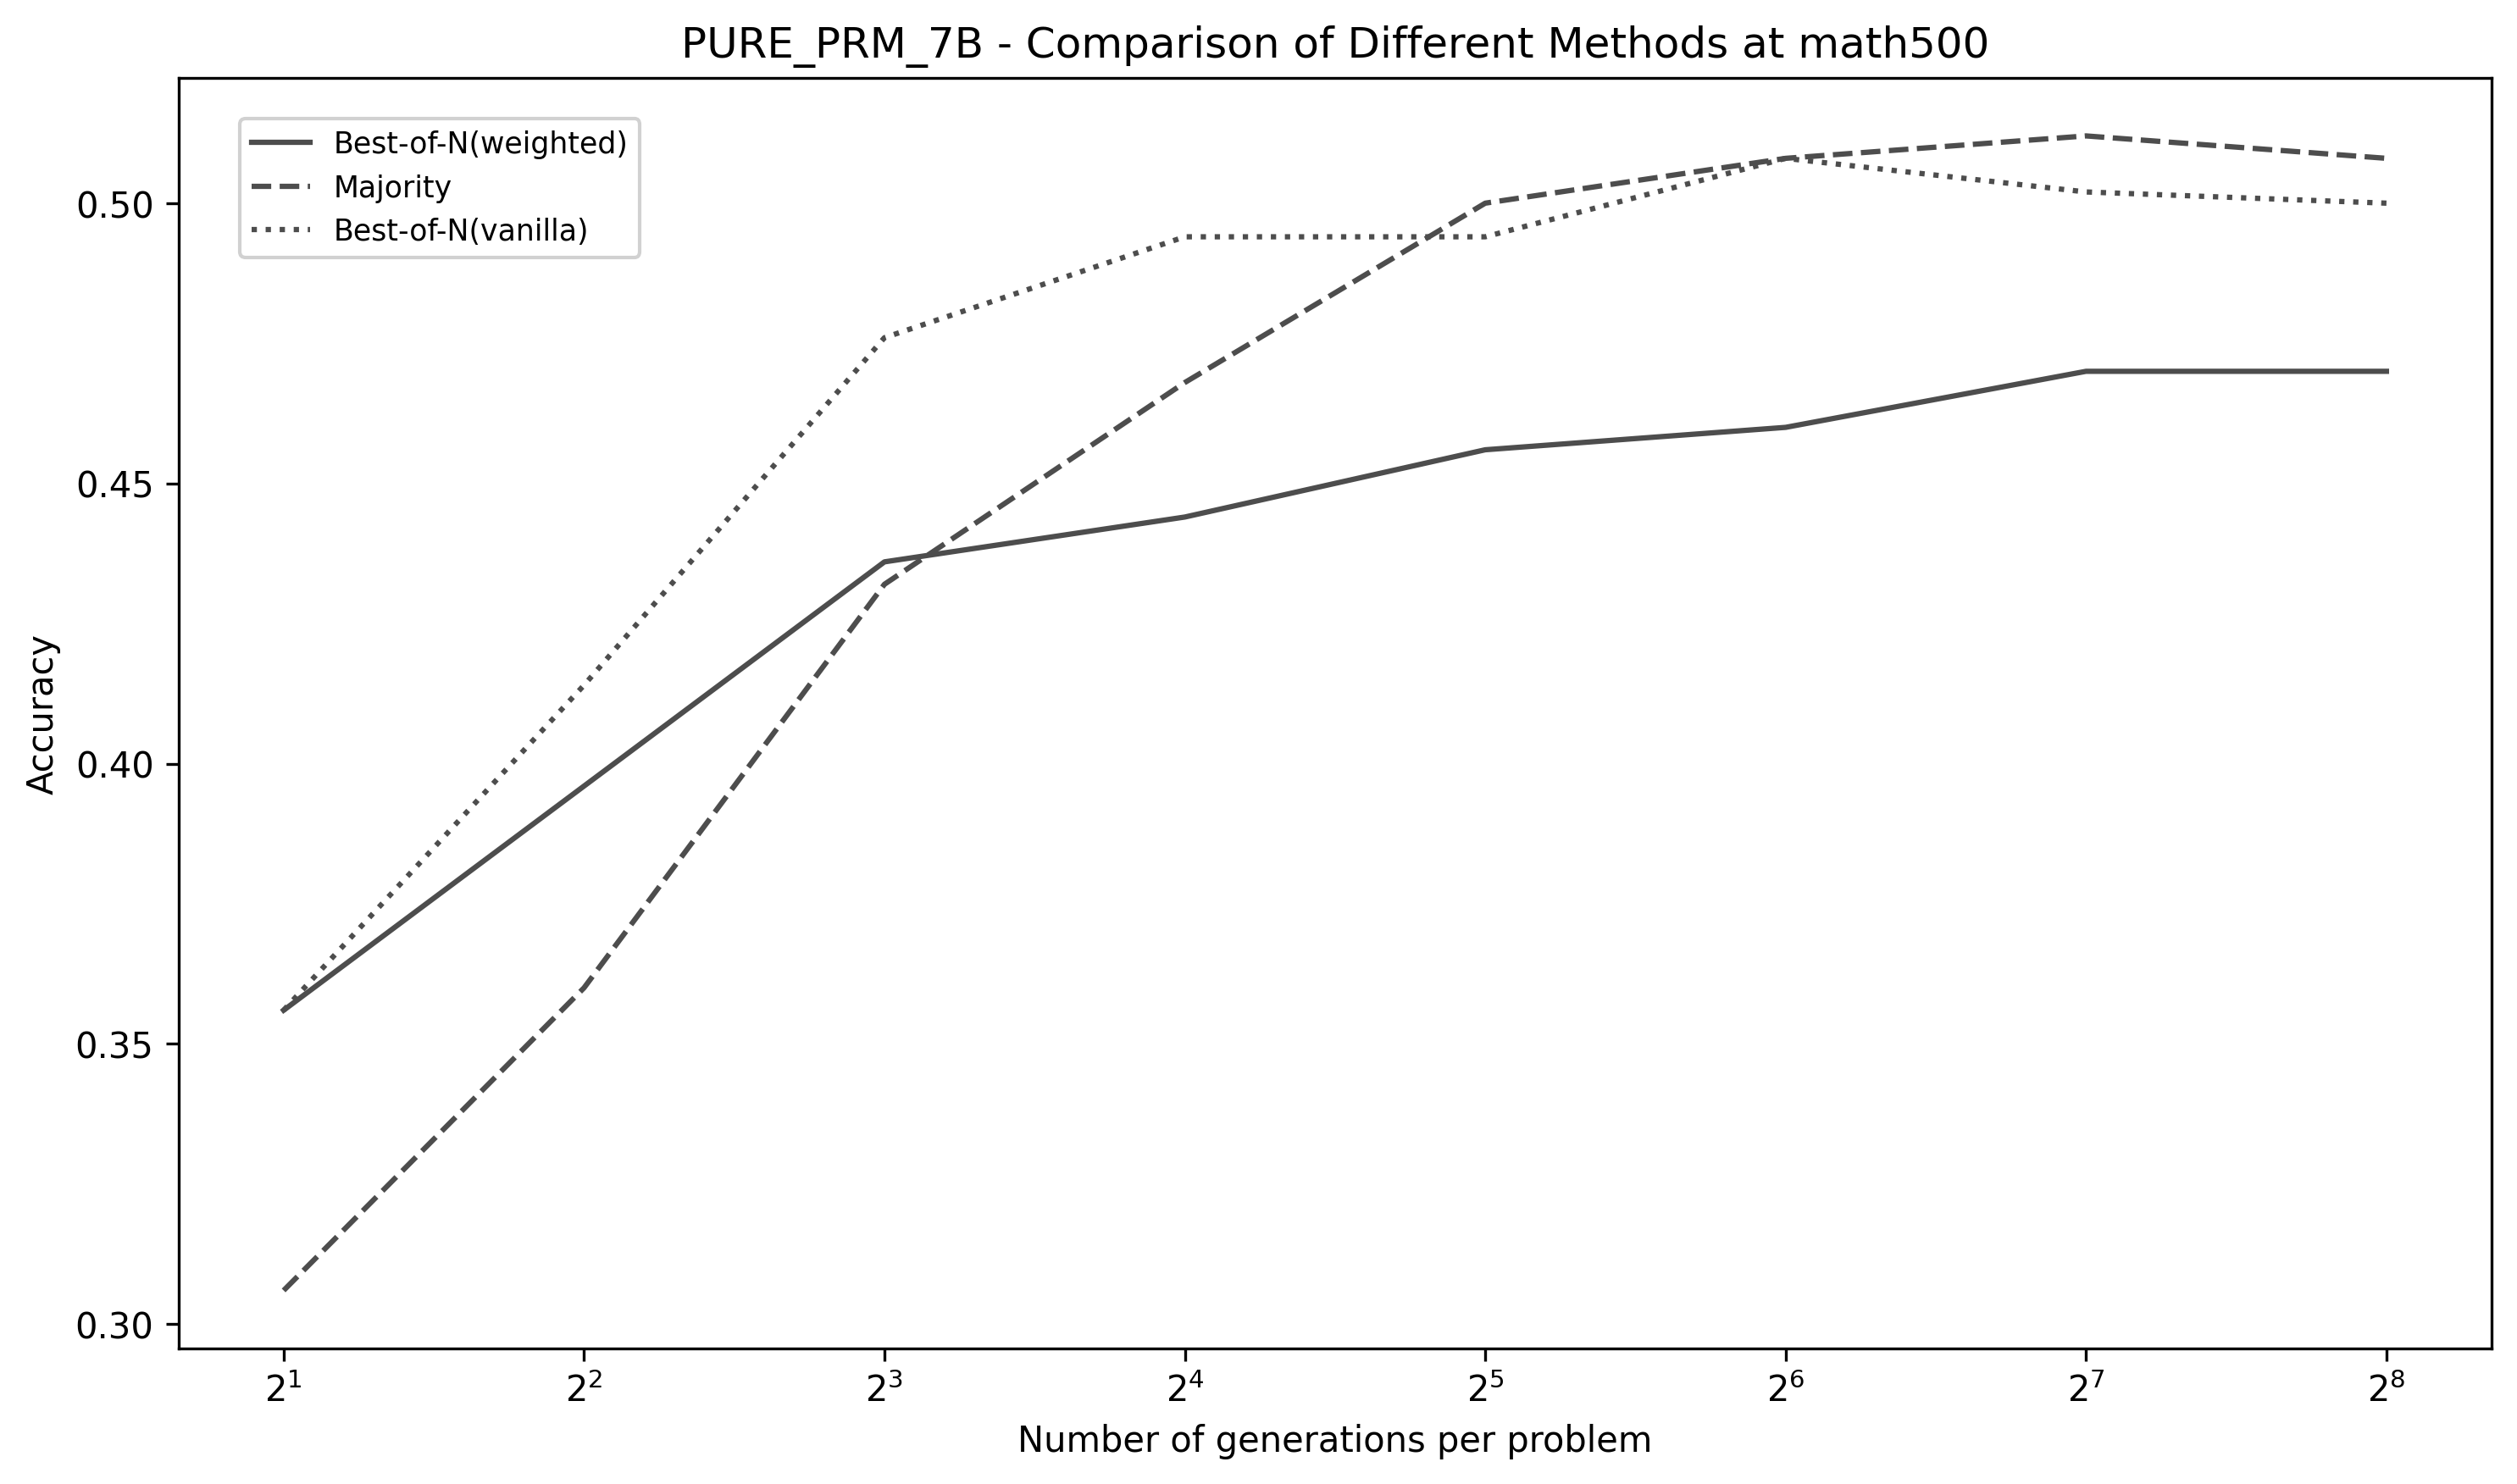 PURE_PRM_7B - Comparison of Different Methods at math500
Best-of-N(weighted)
Majority
Best-of-N(vanilla)
Accuracy
0.50
0.45
0.40
0.35
0.30
2¹ 2² 2³ 2⁴ 2⁵ 2⁶ 2⁷ 2⁸
Number of generations per problem